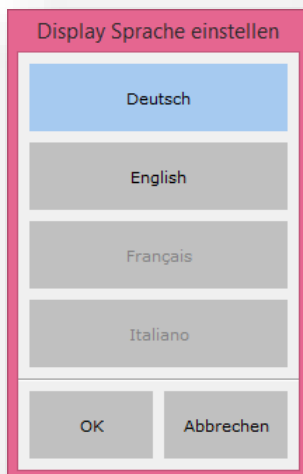 Display Sprache einstellen
Deutsch
English
Français
Italiano
OK Abbrechen